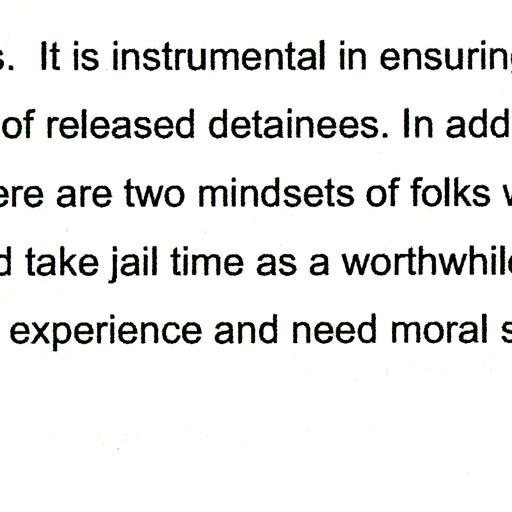 s. It is instrumental in ensuring
of released detainees. In add
ere are two mindsets of folks w
d take jail time as a worthwhile
experience and need moral s